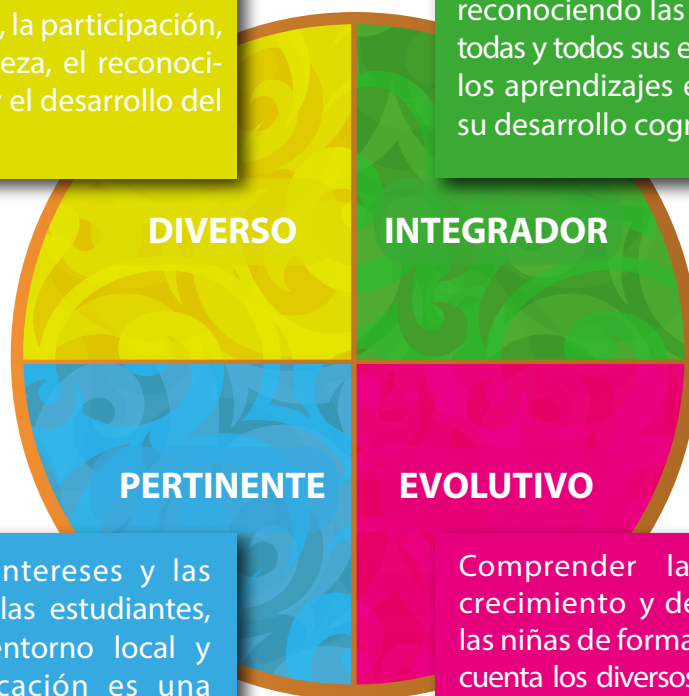 , la participación,
eza, el reconoci-
y el desarrollo del
reconociendo las
todas y todos sus e
los aprendizajes e
su desarrollo cogn
DIVERSO
INTEGRADOR
PERTINENTE
EVOLUTIVO
ntereses y las
las estudiantes,
entorno local y
cación es una
Comprender la
crecimiento y de
las niñas de forma
cuenta los diversos